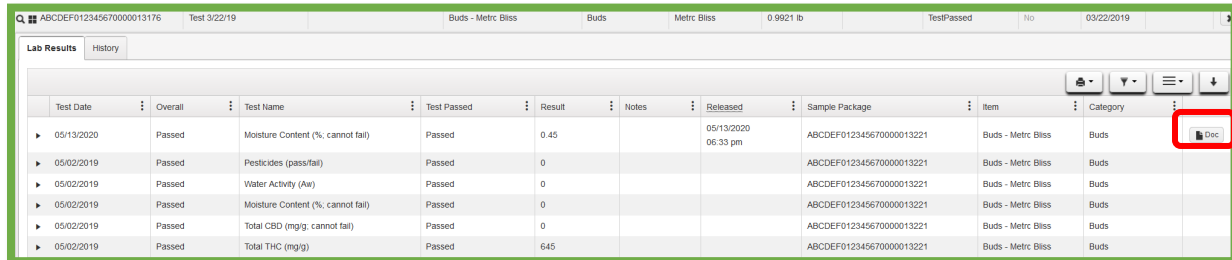 ABCDEF012345670000013176 Test 3/22/19 Buds - Metrc Bliss Buds Metrc Bliss 0.9921 lb TestPassed No 03/22/2019
Lab Results History
Test Date Overall Test Name Test Passed Result Notes Released Sample Package Item Category
05/13/2020 Passed Moisture Content (%; cannot fail) Passed 0.45 05/13/2020 06:33 pm ABCDEF012345670000013221 Buds - Metrc Bliss Buds Doc
05/02/2019 Passed Pesticides (pass/fail) Passed 0 ABCDEF012345670000013221 Buds - Metrc Bliss Buds
05/02/2019 Passed Water Activity (Aw) Passed 0 ABCDEF012345670000013221 Buds - Metrc Bliss Buds
05/02/2019 Passed Moisture Content (%; cannot fail) Passed 0 ABCDEF012345670000013221 Buds - Metrc Bliss Buds
05/02/2019 Passed Total CBD (mg/g; cannot fail) Passed 0 ABCDEF012345670000013221 Buds - Metrc Bliss Buds
05/02/2019 Passed Total THC (mg/g) Passed 645 ABCDEF012345670000013221 Buds - Metrc Bliss Buds